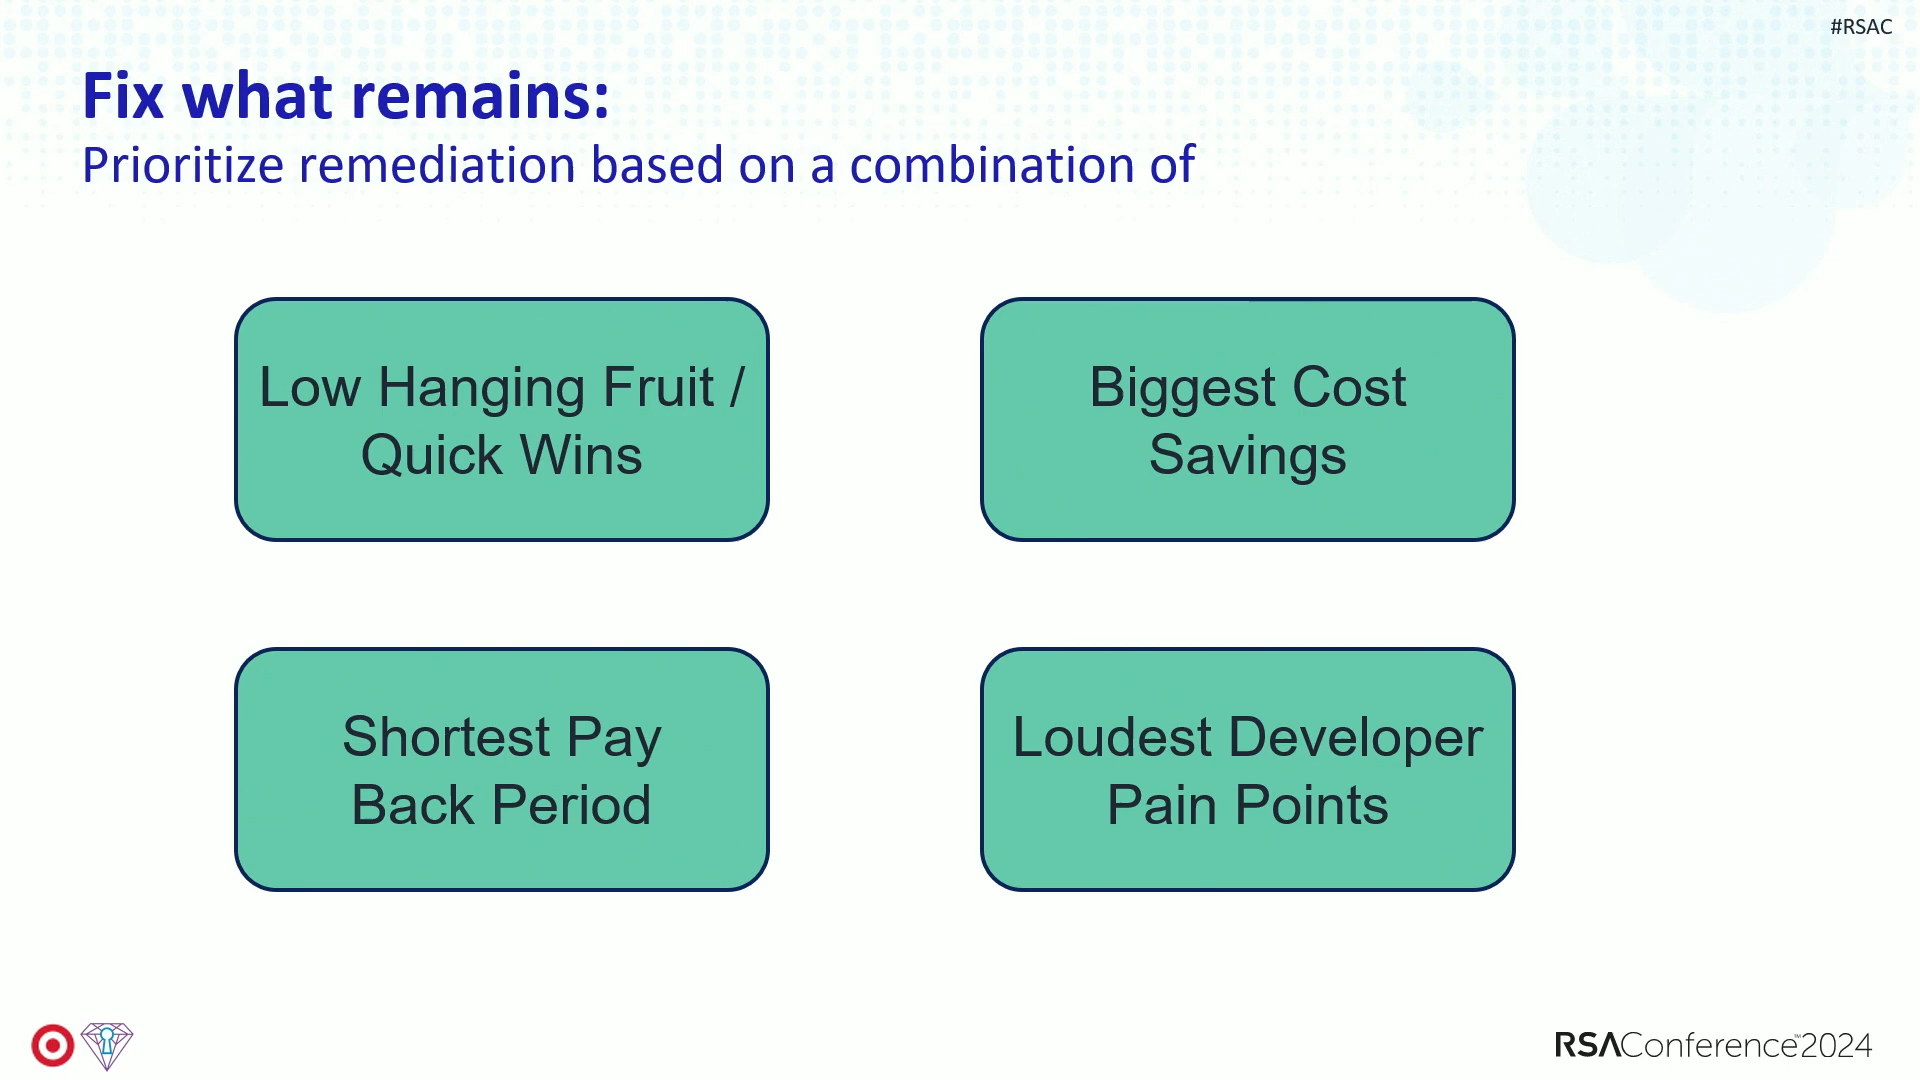 #RSAC
Fix what remains:
Prioritize remediation based on a combination of
Low Hanging Fruit /
Quick Wins
Biggest Cost
Savings
Shortest Pay
Back Period
Loudest Developer
Pain Points
RSAConference™2024